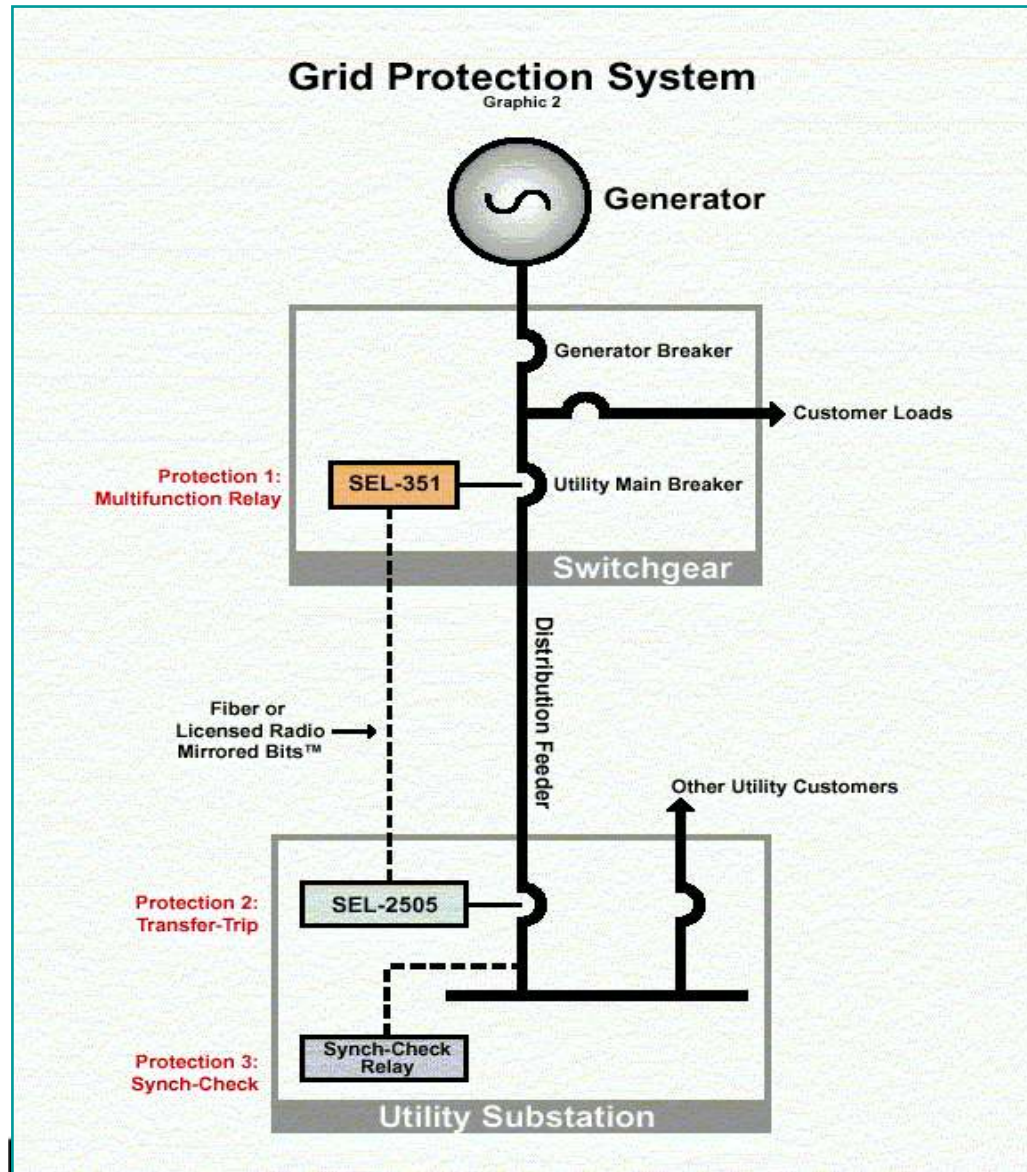 Grid Protection System
Graphic 2
Generator
Generator Breaker
Customer Loads
Protection 1:
Multifunction Relay
SEL-351
Utility Main Breaker
Switchgear
Distribution Feeder
Fiber or
Licensed Radio
Mirrored Bits™
Other Utility Customers
Protection 2:
Transfer-Trip
SEL-2505
Protection 3:
Synch-Check
Synch-Check
Relay
Utility Substation